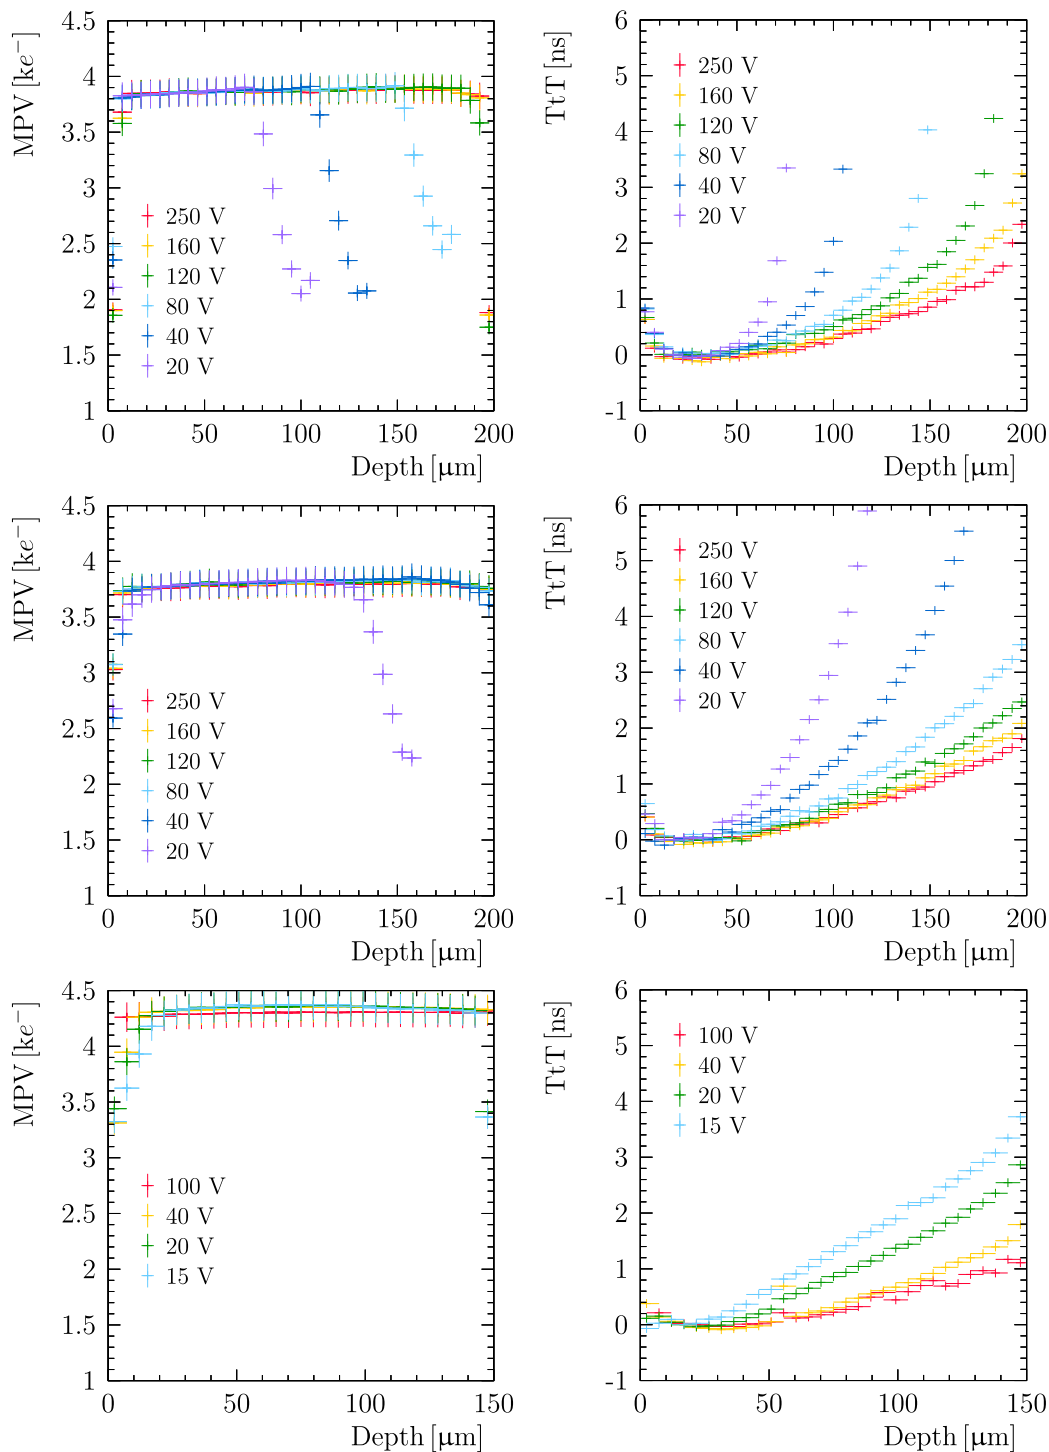 MPV [ke⁻]
4.5
4
3.5
3
2.5
2
1.5
1
250 V
160 V
120 V
80 V
40 V
20 V
0 50 100 150 200
Depth [μm]
TtT [ns]
6
5
4
3
2
1
0
-1
250 V
160 V
120 V
80 V
40 V
20 V
0 50 100 150 200
Depth [μm]
MPV [ke⁻]
4.5
4
3.5
3
2.5
2
1.5
1
250 V
160 V
120 V
80 V
40 V
20 V
0 50 100 150 200
Depth [μm]
TtT [ns]
6
5
4
3
2
1
0
-1
250 V
160 V
120 V
80 V
40 V
20 V
0 50 100 150 200
Depth [μm]
MPV [ke⁻]
4.5
4
3.5
3
2.5
2
1.5
1
100 V
40 V
20 V
15 V
0 50 100 150
Depth [μm]
TtT [ns]
6
5
4
3
2
1
0
-1
100 V
40 V
20 V
15 V
0 50 100 150
Depth [μm]